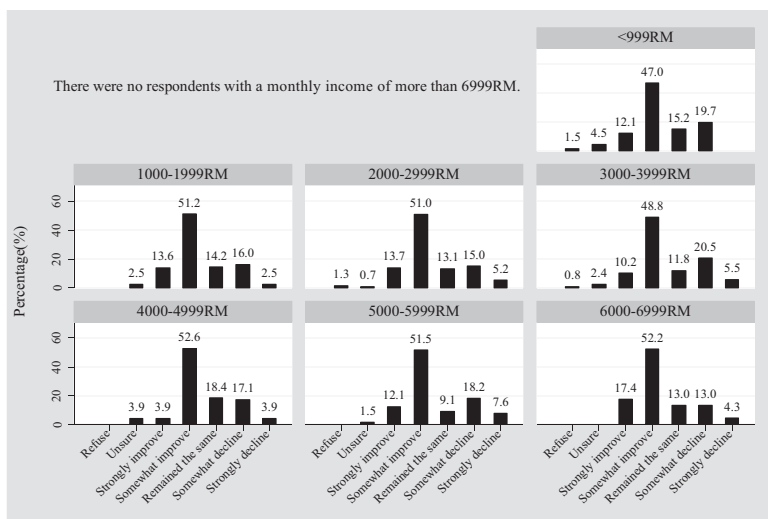 <999RM
There were no respondents with a monthly income of more than 6999RM.
47.0
1.5 4.5 12.1 15.2 19.7
1000-1999RM 2000-2999RM 3000-3999RM
Percentage(%)
60
40
20
0
51.2
2.5 13.6 14.2 16.0 2.5
51.0
1.3 0.7 13.7 13.1 15.0 5.2
48.8
0.8 2.4 10.2 11.8 20.5 5.5
4000-4999RM 5000-5999RM 6000-6999RM
60
40
20
0
52.6
3.9 3.9 18.4 17.1 3.9
51.5
1.5 12.1 9.1 18.2 7.6
52.2
17.4 13.0 13.0 4.3
Refuse
Unsure
Strongly improve
Somewhat improve
Remained the same
Somewhat decline
Strongly decline
Refuse
Unsure
Strongly improve
Somewhat improve
Remained the same
Somewhat decline
Strongly decline
Refuse
Unsure
Strongly improve
Somewhat improve
Remained the same
Somewhat decline
Strongly decline